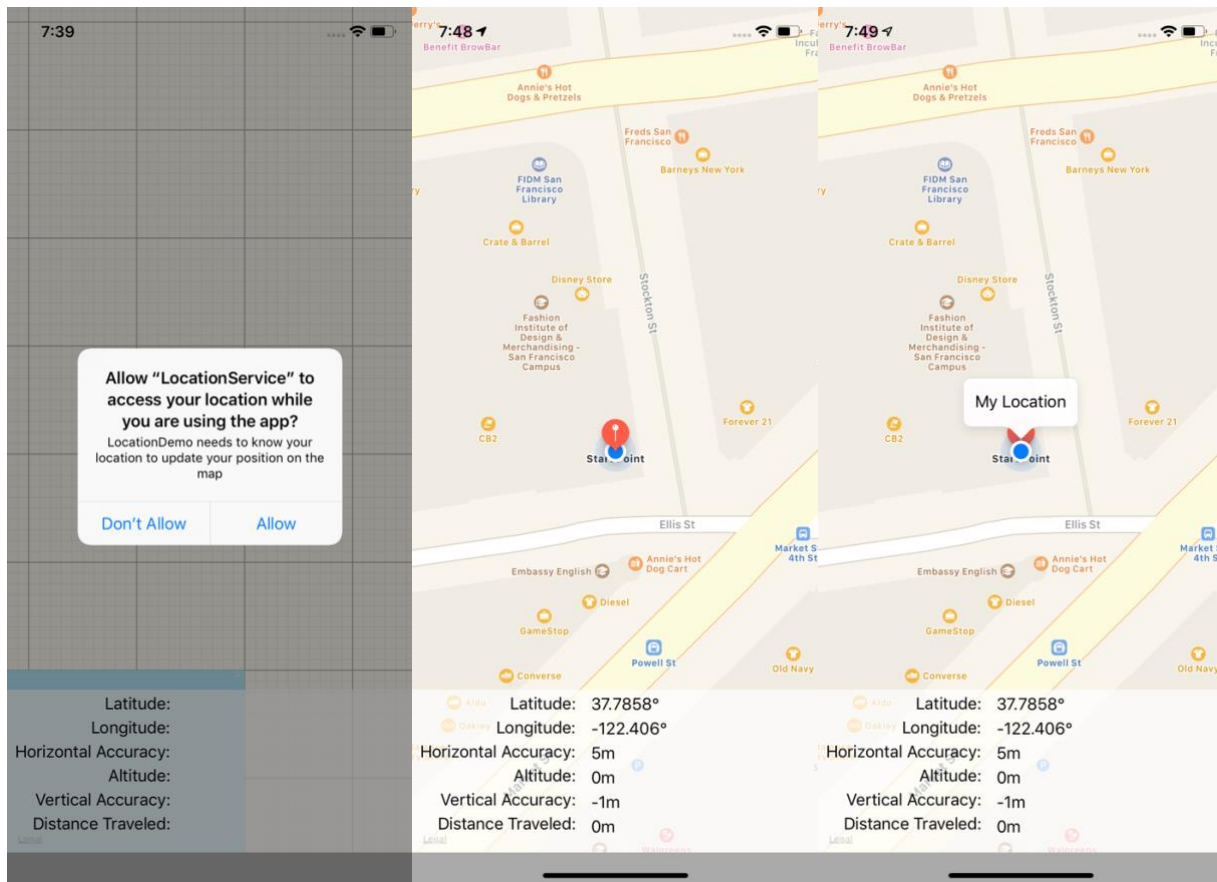 7:39
Allow “LocationService” to
access your location while
you are using the app?
LocationDemo needs to know your
location to update your position on the
map
Don’t Allow
Allow
Latitude:
Longitude:
Horizontal Accuracy:
Altitude:
Vertical Accuracy:
Distance Traveled:
Legal
7:48
Benefit BrowBar
Annie's Hot
Dogs & Pretzels
Freds San
Francisco
Barneys New York
FIDM San
Francisco
Library
Crate & Barrel
Disney Store
Stockton St
Fashion
Institute of
Design &
Merchandising -
San Francisco
Campus
Forever 21
CB2
Ellis St
Annie's Hot
Dog Cart
Embassy English
Diesel
GameStop
Powell St
Old Navy
Converse
Aldo
Oakley
Latitude: 37.7858°
Longitude: -122.406°
Horizontal Accuracy: 5m
Altitude: 0m
Vertical Accuracy: -1m
Distance Traveled: 0m
Legal
Walgreens
7:49
Benefit BrowBar
Annie's Hot
Dogs & Pretzels
Freds San
Francisco
Barneys New York
FIDM San
Francisco
Library
Crate & Barrel
Disney Store
Stockton St
Fashion
Institute of
Design &
Merchandising -
San Francisco
Campus
My Location
Forever 21
CB2
Ellis St
Annie's Hot
Dog Cart
Embassy English
Diesel
GameStop
Powell St
Old Navy
Converse
Aldo
Oakley
Latitude: 37.7858°
Longitude: -122.406°
Horizontal Accuracy: 5m
Altitude: 0m
Vertical Accuracy: -1m
Distance Traveled: 0m
Legal
Walgreens